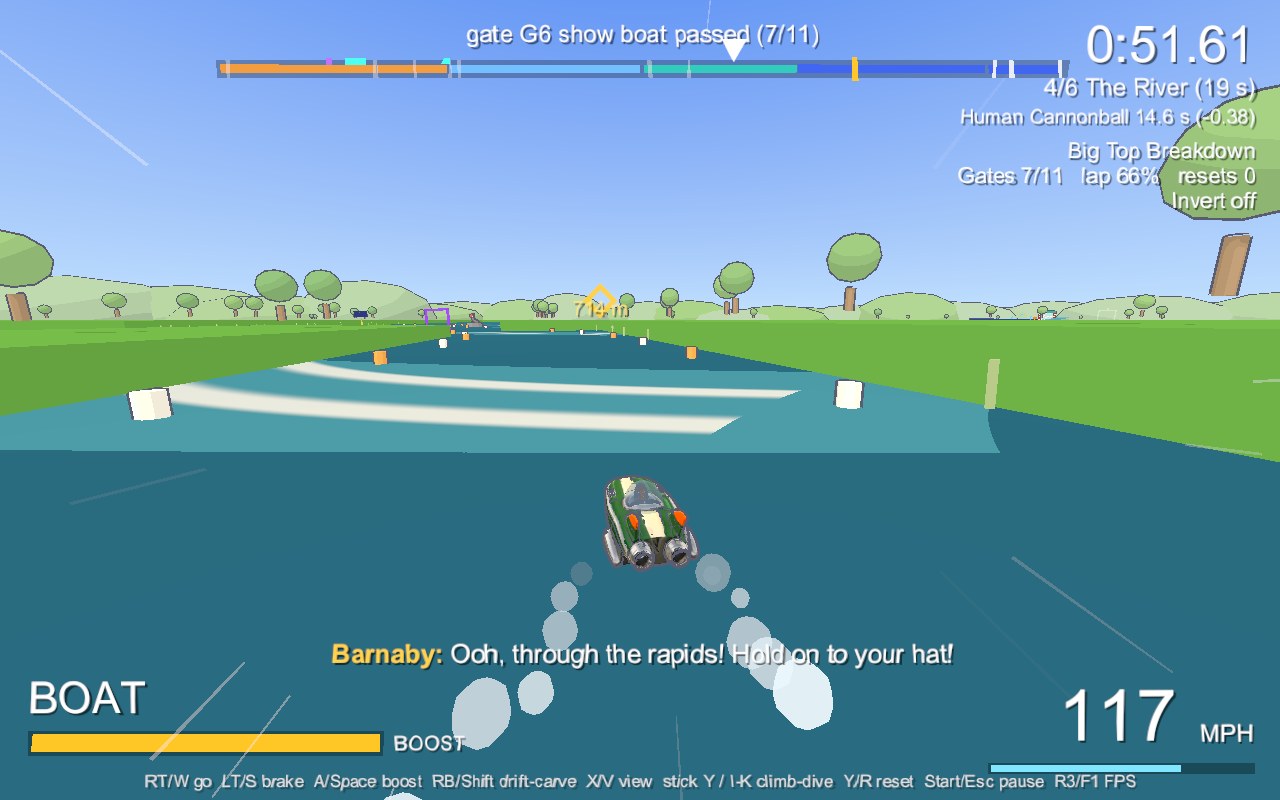 gate G6 show boat passed (7/11)
0:51.61
4/6 The River (19 s)
Human Cannonball 14.6 s (-0.38)
Big Top Breakdown
Gates 7/11 lap 66% resets 0
Invert off
714 m
Barnaby: Ooh, through the rapids! Hold on to your hat!
BOAT
BOOST
117 MPH
RT/W go LT/S brake A/Space boost RB/Shift drift-carve X/V view stick Y / I-K climb-dive Y/R reset Start/Esc pause R3/F1 FPS